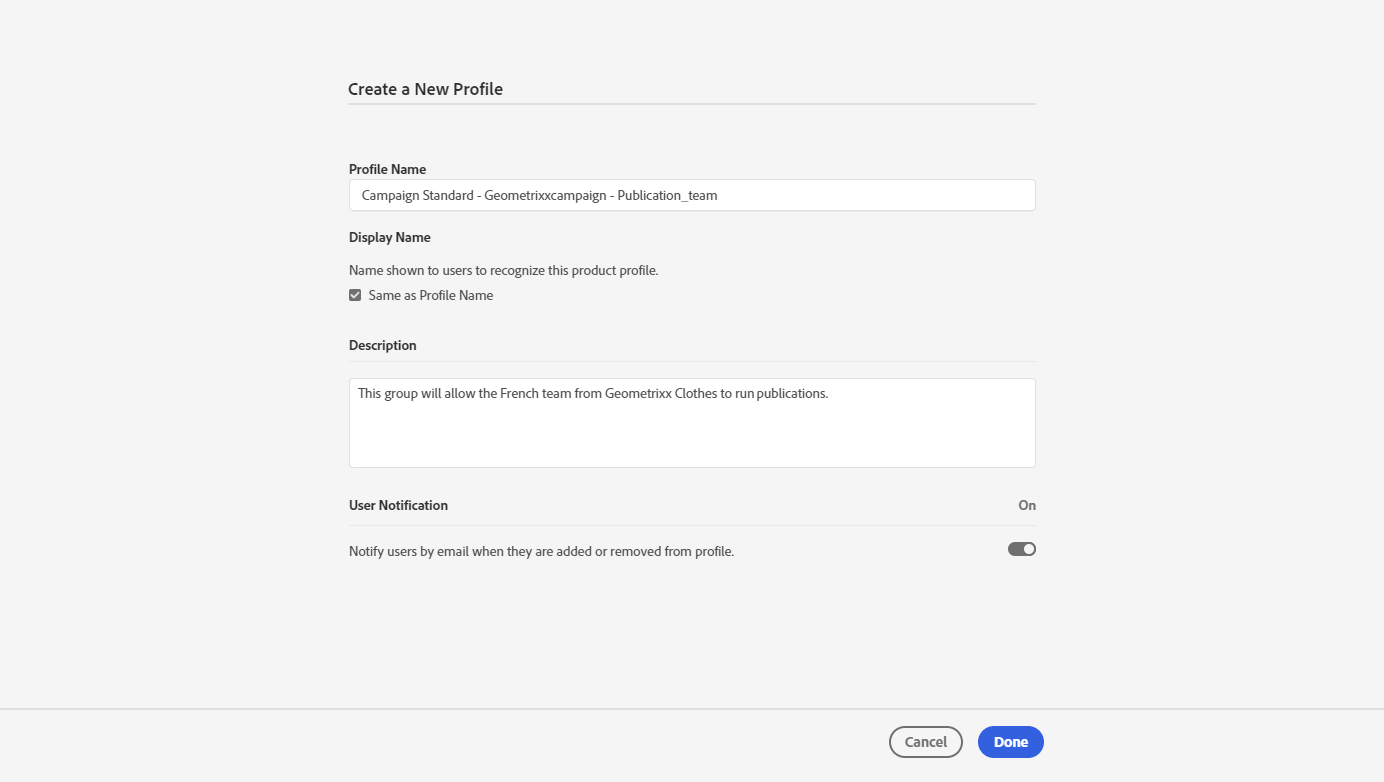 Create a New Profile
Profile Name
Campaign Standard - Geometrixxcampaign - Publication_team
Display Name
Name shown to users to recognize this product profile.
Same as Profile Name
Description
This group will allow the French team from Geometrixx Clothes to run publications.
User Notification
On
Notify users by email when they are added or removed from profile.
Cancel
Done